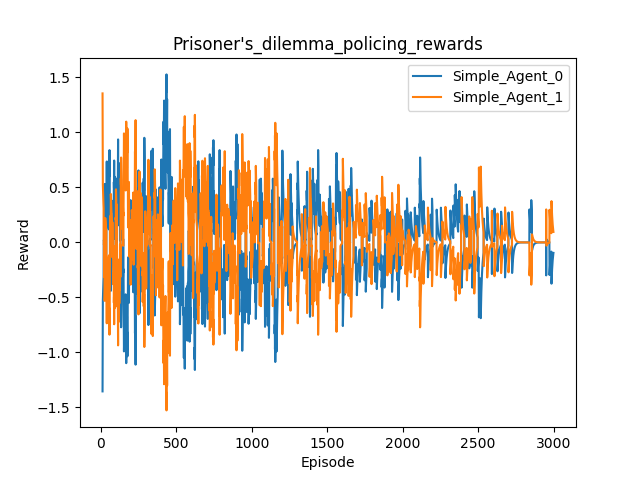 Prisoner's_dilemma_policing_rewards
Simple_Agent_0
Simple_Agent_1
Reward
1.5
1.0
0.5
0.0
−0.5
−1.0
−1.5
0
500
1000
1500
2000
2500
3000
Episode